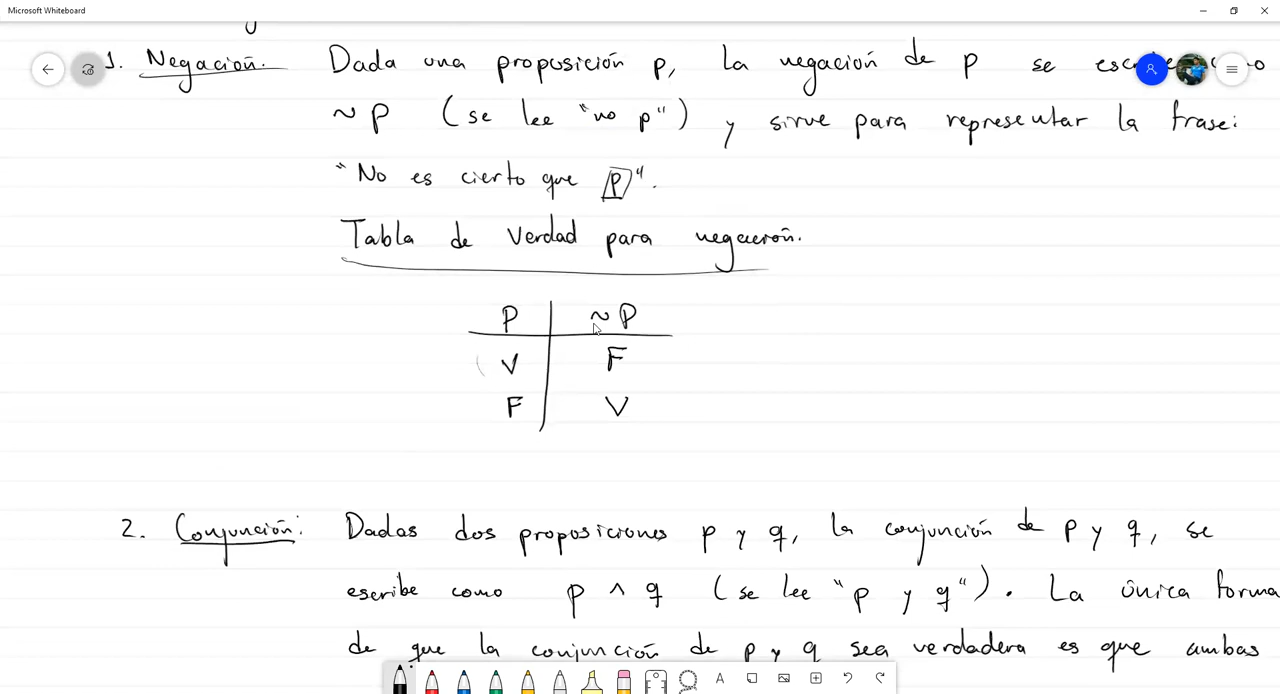 Microsoft Whiteboard
1. Negación. Dada una proposición p, la negación de p se
~p (se lee "no p") y sirve para representar la frase:
"No es cierto que p".
Tabla de Verdad para negación.
P ~P
V F
F V
2. Conjunción: Dadas dos proposiciones p y q, la conjunción de p y q, se
escribe como p ∧ q (se lee "p y q"). La única forma
de que la conjunción de p y q sea verdadera es que ambas
A